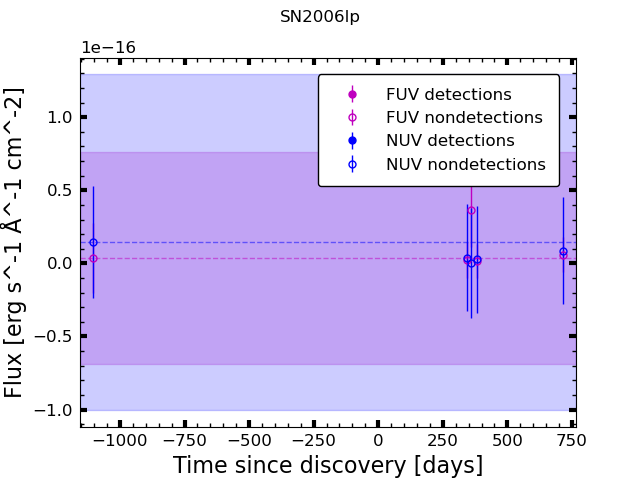 SN2006lp
1e−16
FUV detections
FUV nondetections
NUV detections
NUV nondetections
1.0
0.5
0.0
−0.5
−1.0
Flux [erg s^-1 Å^-1 cm^-2]
−1000 −750 −500 −250 0 250 500 750
Time since discovery [days]